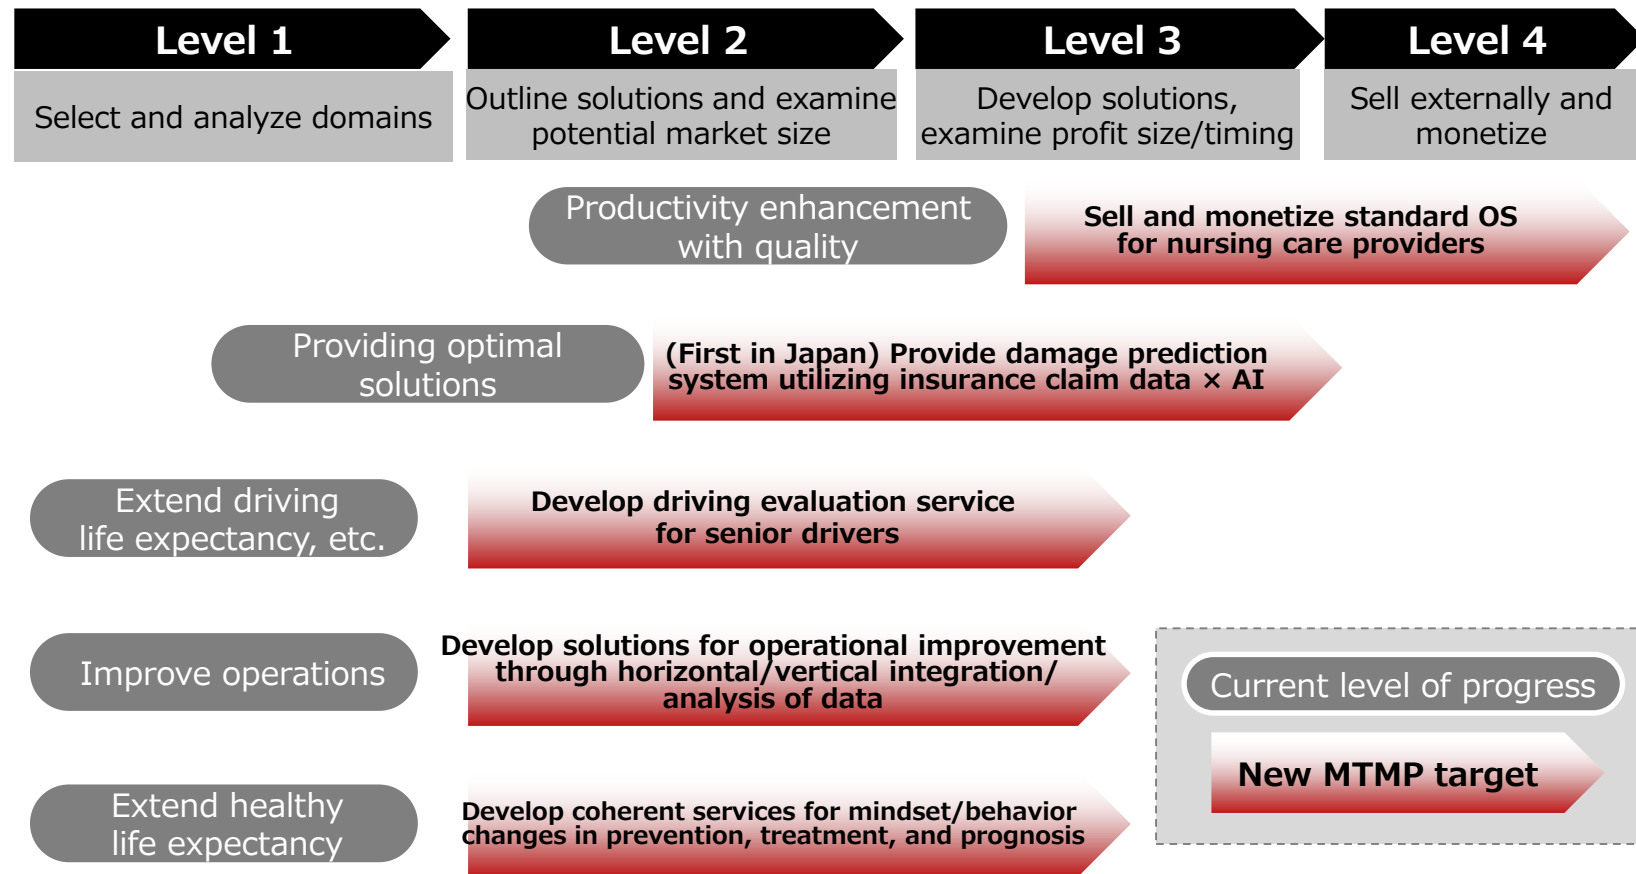 Level 1
Level 2
Level 3
Level 4
Select and analyze domains
Outline solutions and examine
potential market size
Develop solutions,
examine profit size/timing
Sell externally and
monetize
Productivity enhancement
with quality
Sell and monetize standard OS
for nursing care providers
Providing optimal
solutions
(First in Japan) Provide damage prediction
system utilizing insurance claim data × AI
Extend driving
life expectancy, etc.
Develop driving evaluation service
for senior drivers
Improve operations
Develop solutions for operational improvement
through horizontal/vertical integration/
analysis of data
Extend healthy
life expectancy
Develop coherent services for mindset/behavior
changes in prevention, treatment, and prognosis
Current level of progress
New MTMP target